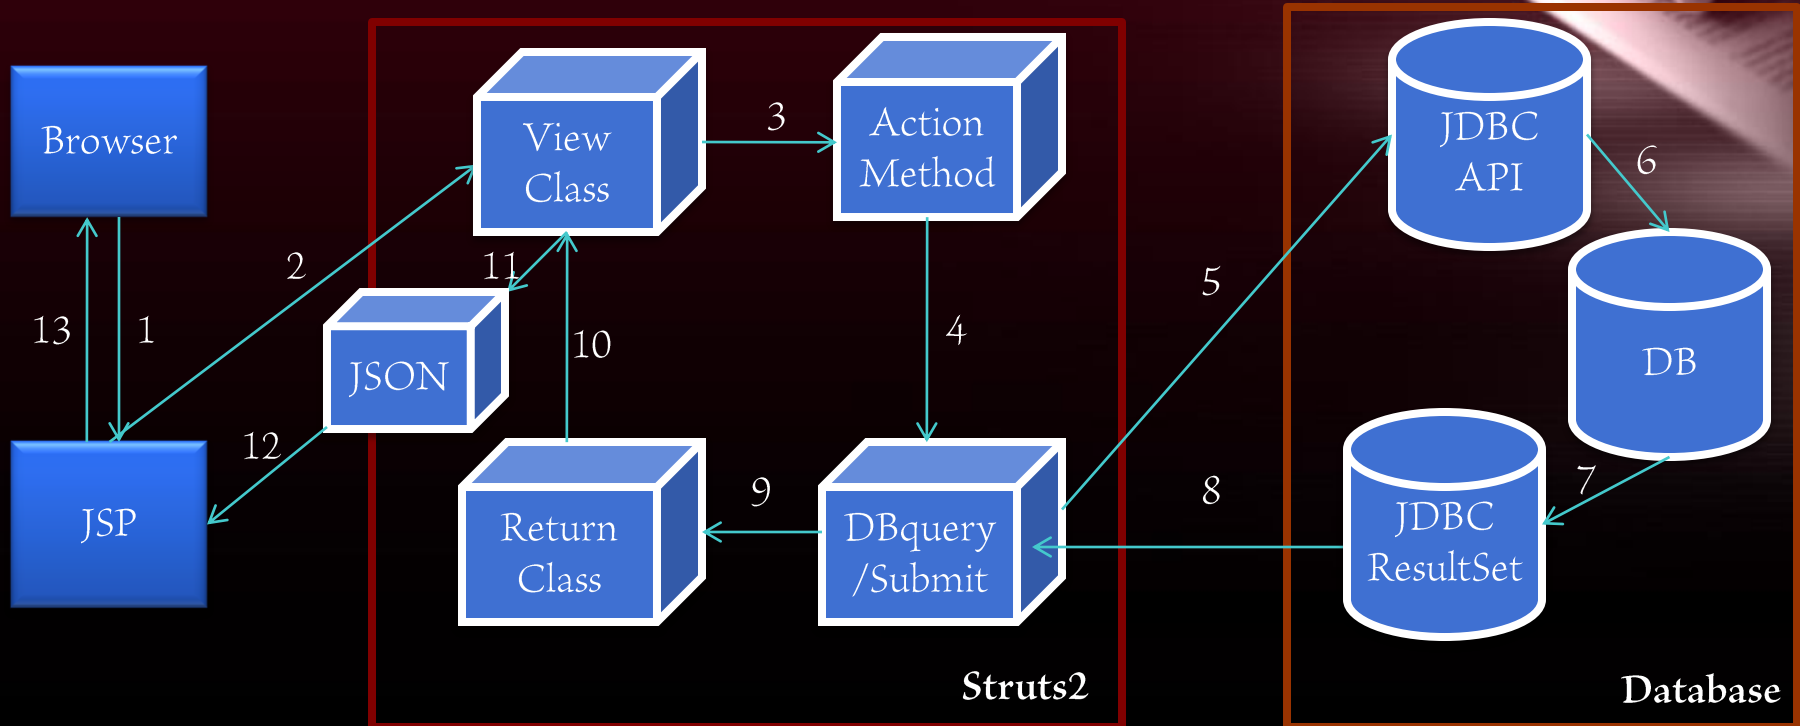 Browser
View
Class
3
Action
Method
JDBC
API
6
2
11
5
13
1
10
4
JSON
DB
12
JSP
Return
Class
9
DBquery
/Submit
8
7
JDBC
ResultSet
Struts2
Database